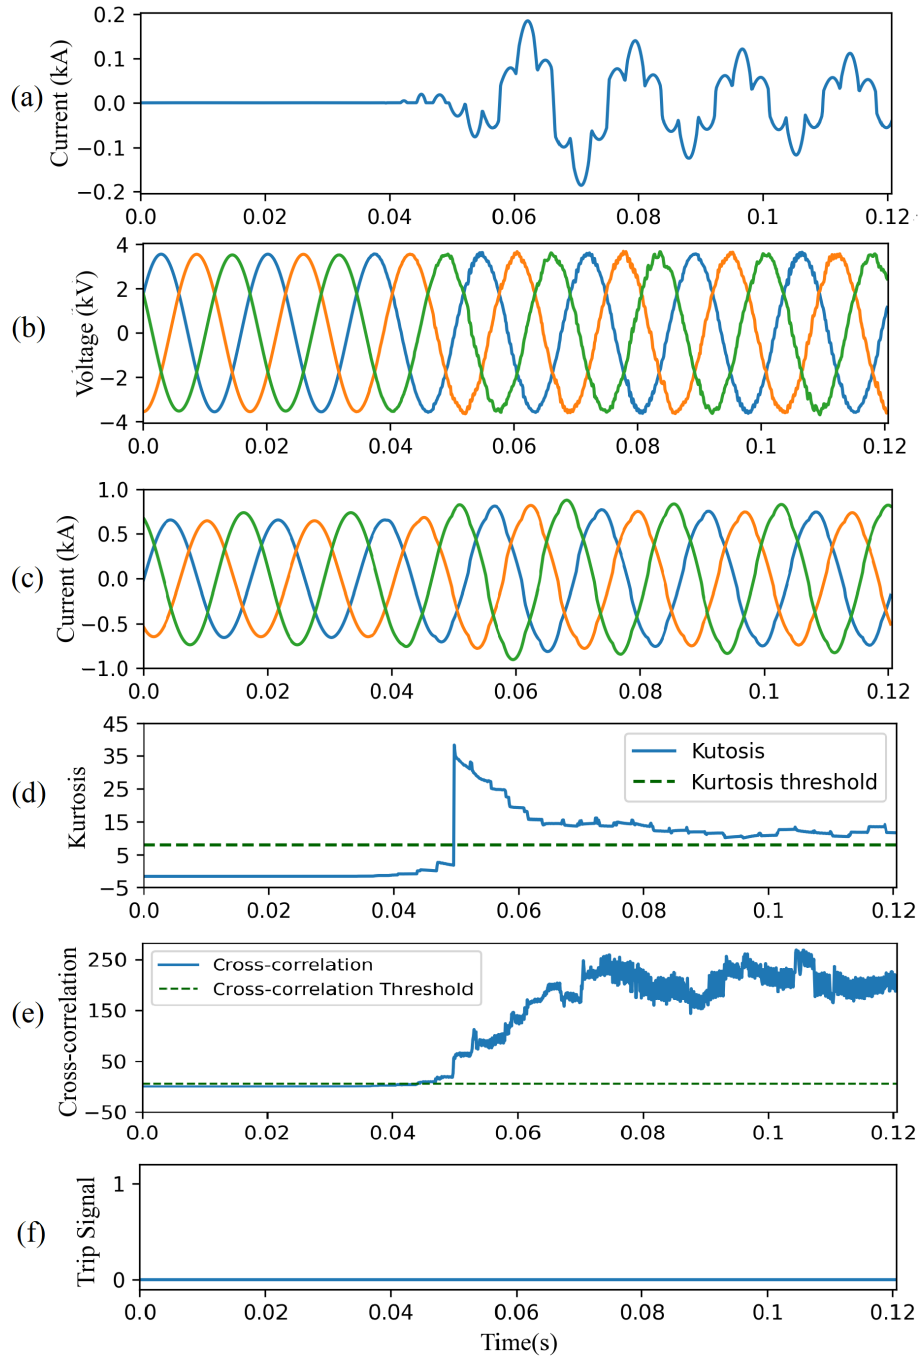 (a)
Current (kA)
0.2
0.1
0.0
−0.1
−0.2
0.0 0.02 0.04 0.06 0.08 0.1 0.12
(b)
Voltage (kV)
4
2
0
−2
−4
0.0 0.02 0.04 0.06 0.08 0.1 0.12
(c)
Current (kA)
1.0
0.5
0.0
−0.5
−1.0
0.0 0.02 0.04 0.06 0.08 0.1 0.12
(d)
Kurtosis
45
35
25
15
5
−5
Kutosis
Kurtosis threshold
0.0 0.02 0.04 0.06 0.08 0.1 0.12
(e)
Cross-correlation
250
150
50
−50
Cross-correlation
Cross-correlation Threshold
0.0 0.02 0.04 0.06 0.08 0.1 0.12
(f)
Trip Signal
1
0
0.0 0.02 0.04 0.06 0.08 0.1 0.12
Time(s)